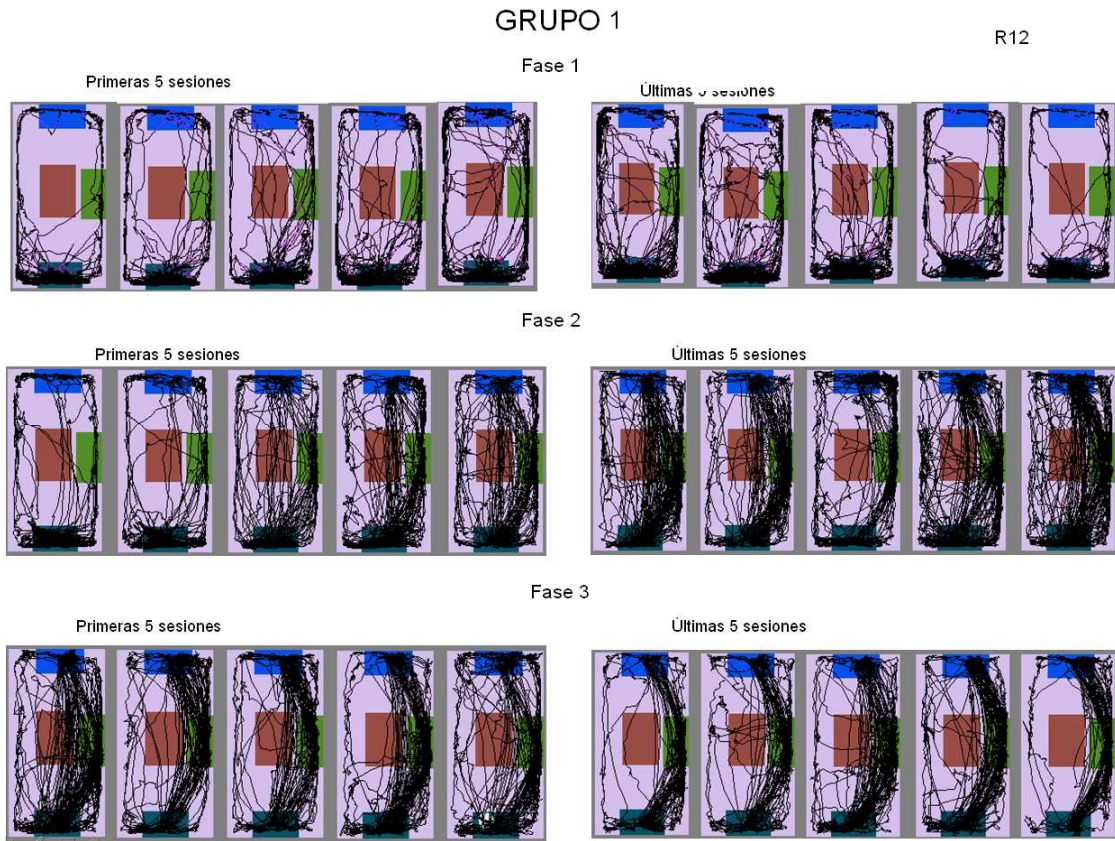 GRUPO 1
R12
Fase 1
Primeras 5 sesiones
Últimas 5 sesiones
Fase 2
Primeras 5 sesiones
Últimas 5 sesiones
Fase 3
Primeras 5 sesiones
Últimas 5 sesiones